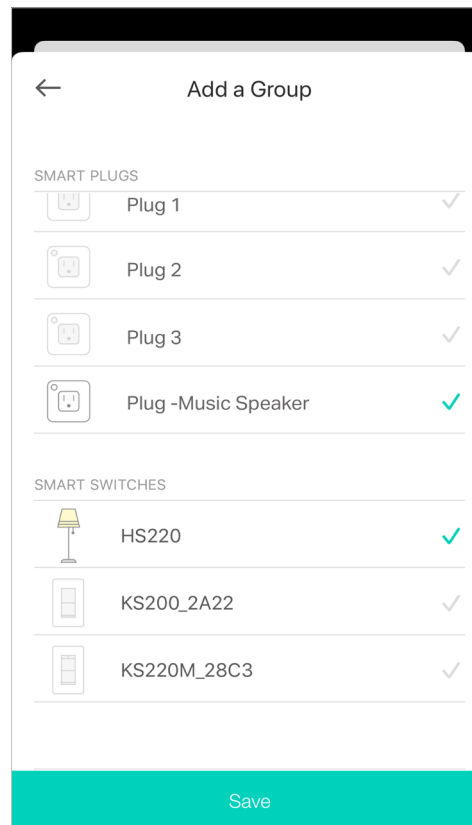 Add a Group
SMART PLUGS
Plug 1
Plug 2
Plug 3
Plug -Music Speaker
SMART SWITCHES
HS220
KS200_2A22
KS220M_28C3
Save